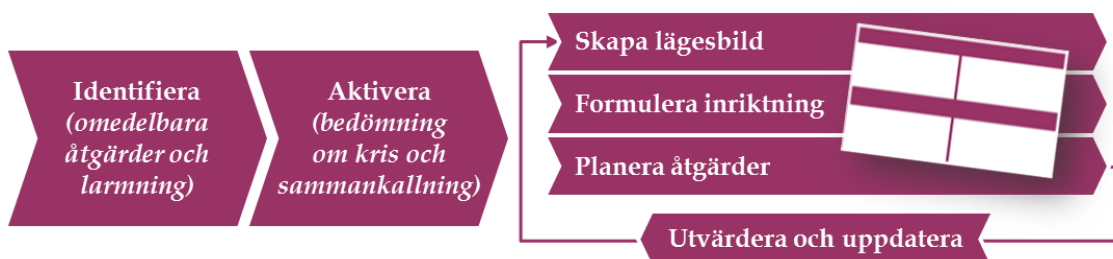 Identifiera
(omedelbara
åtgärder och
larmning)
Aktivera
(bedömning
om kris och
sammankallning)
Skapa lägesbild
Formulera inriktning
Planera åtgärder
Utvärdera och uppdatera